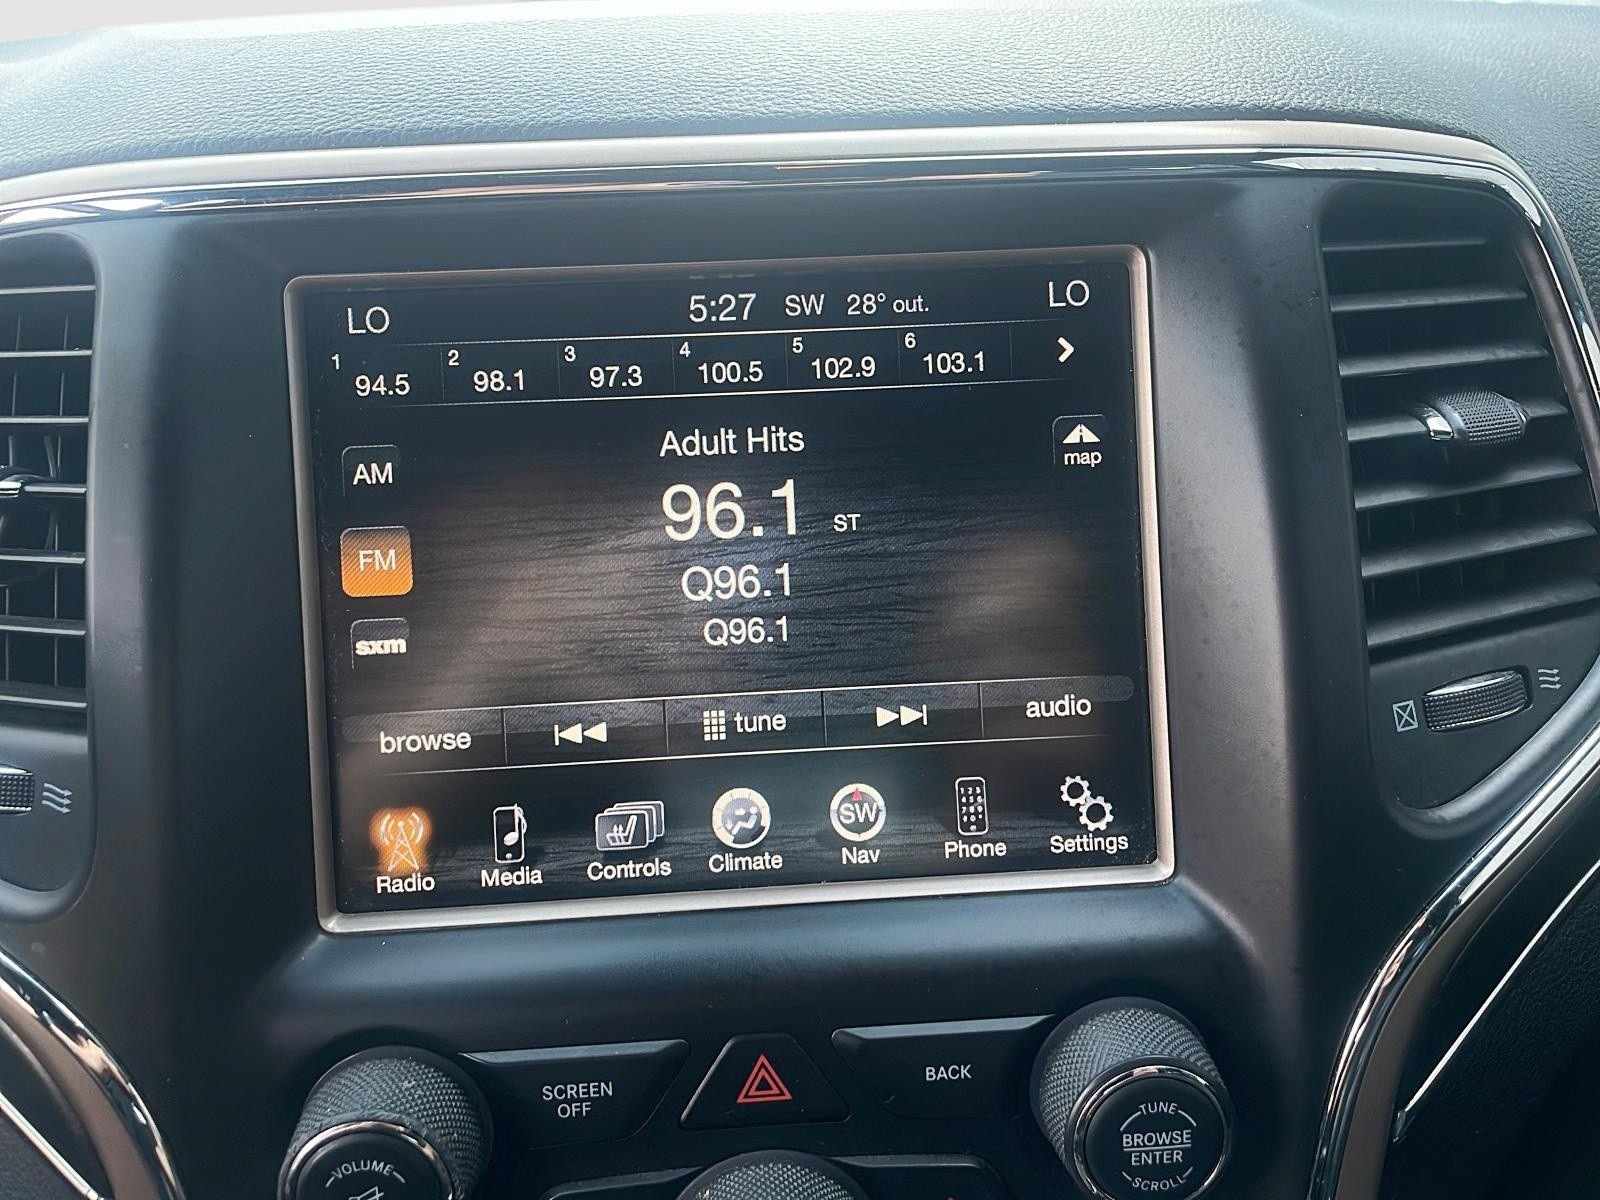 LO 5:27 SW 28° out. LO
1 94.5 2 98.1 3 97.3 4 100.5 5 102.9 6 103.1
Adult Hits
map
AM
96.1 ST
FM
Q96.1
Q96.1
sxm
browse tune audio
SW
Radio Media Controls Climate Nav Phone Settings
SCREEN
OFF
BACK
VOLUME
TUNE
BROWSE
ENTER
SCROLL